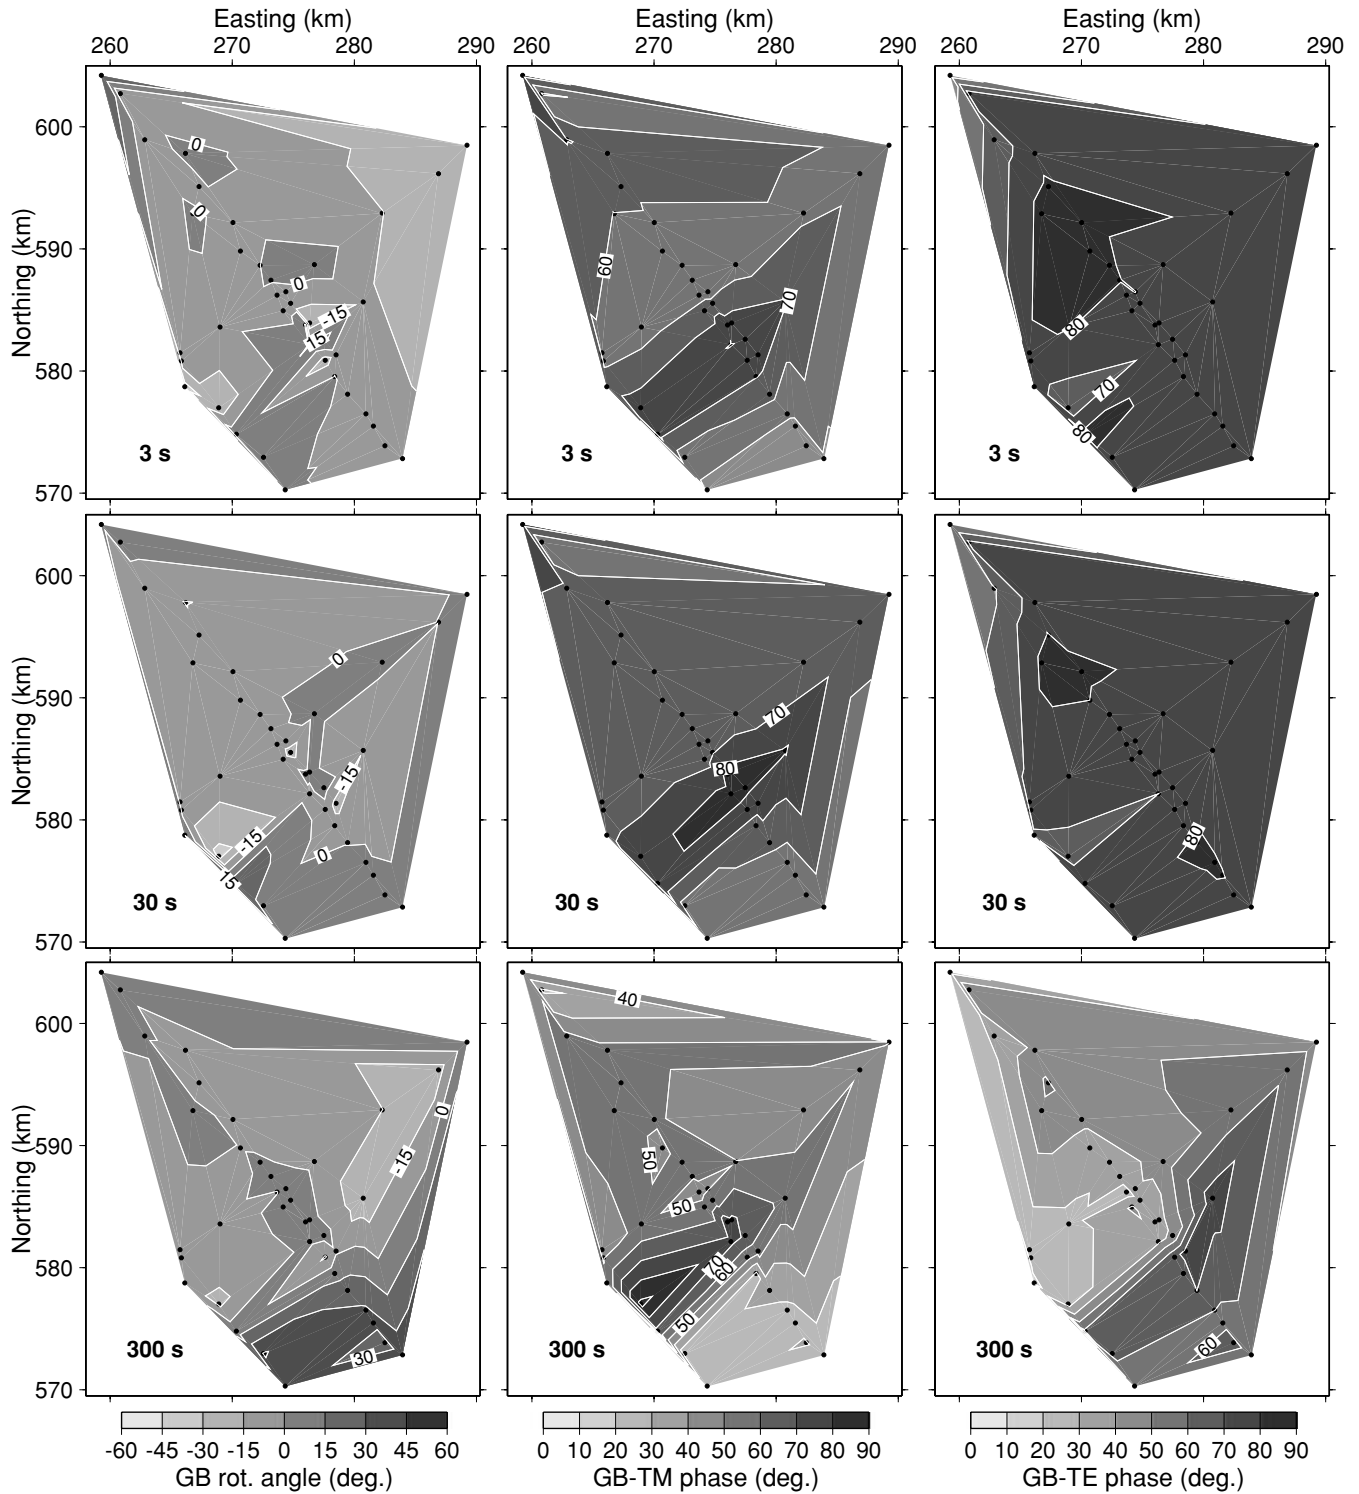 Easting (km) Easting (km) Easting (km)
260 270 280 290 260 270 280 290 260 270 280 290
Northing (km) 600 590 580 570
0 0 0 -15 15 3 s
60 70 3 s
80 70 80 3 s
Northing (km) 600 590 580 570
0 -15 -15 0 15 30 s
70 80 30 s
80 30 s
Northing (km) 600 590 580 570
0 -15 30 300 s
40 50 50 70 60 50 300 s
60 300 s
-60 -45 -30 -15 0 15 30 45 60
GB rot. angle (deg.)
0 10 20 30 40 50 60 70 80 90
GB-TM phase (deg.)
0 10 20 30 40 50 60 70 80 90
GB-TE phase (deg.)